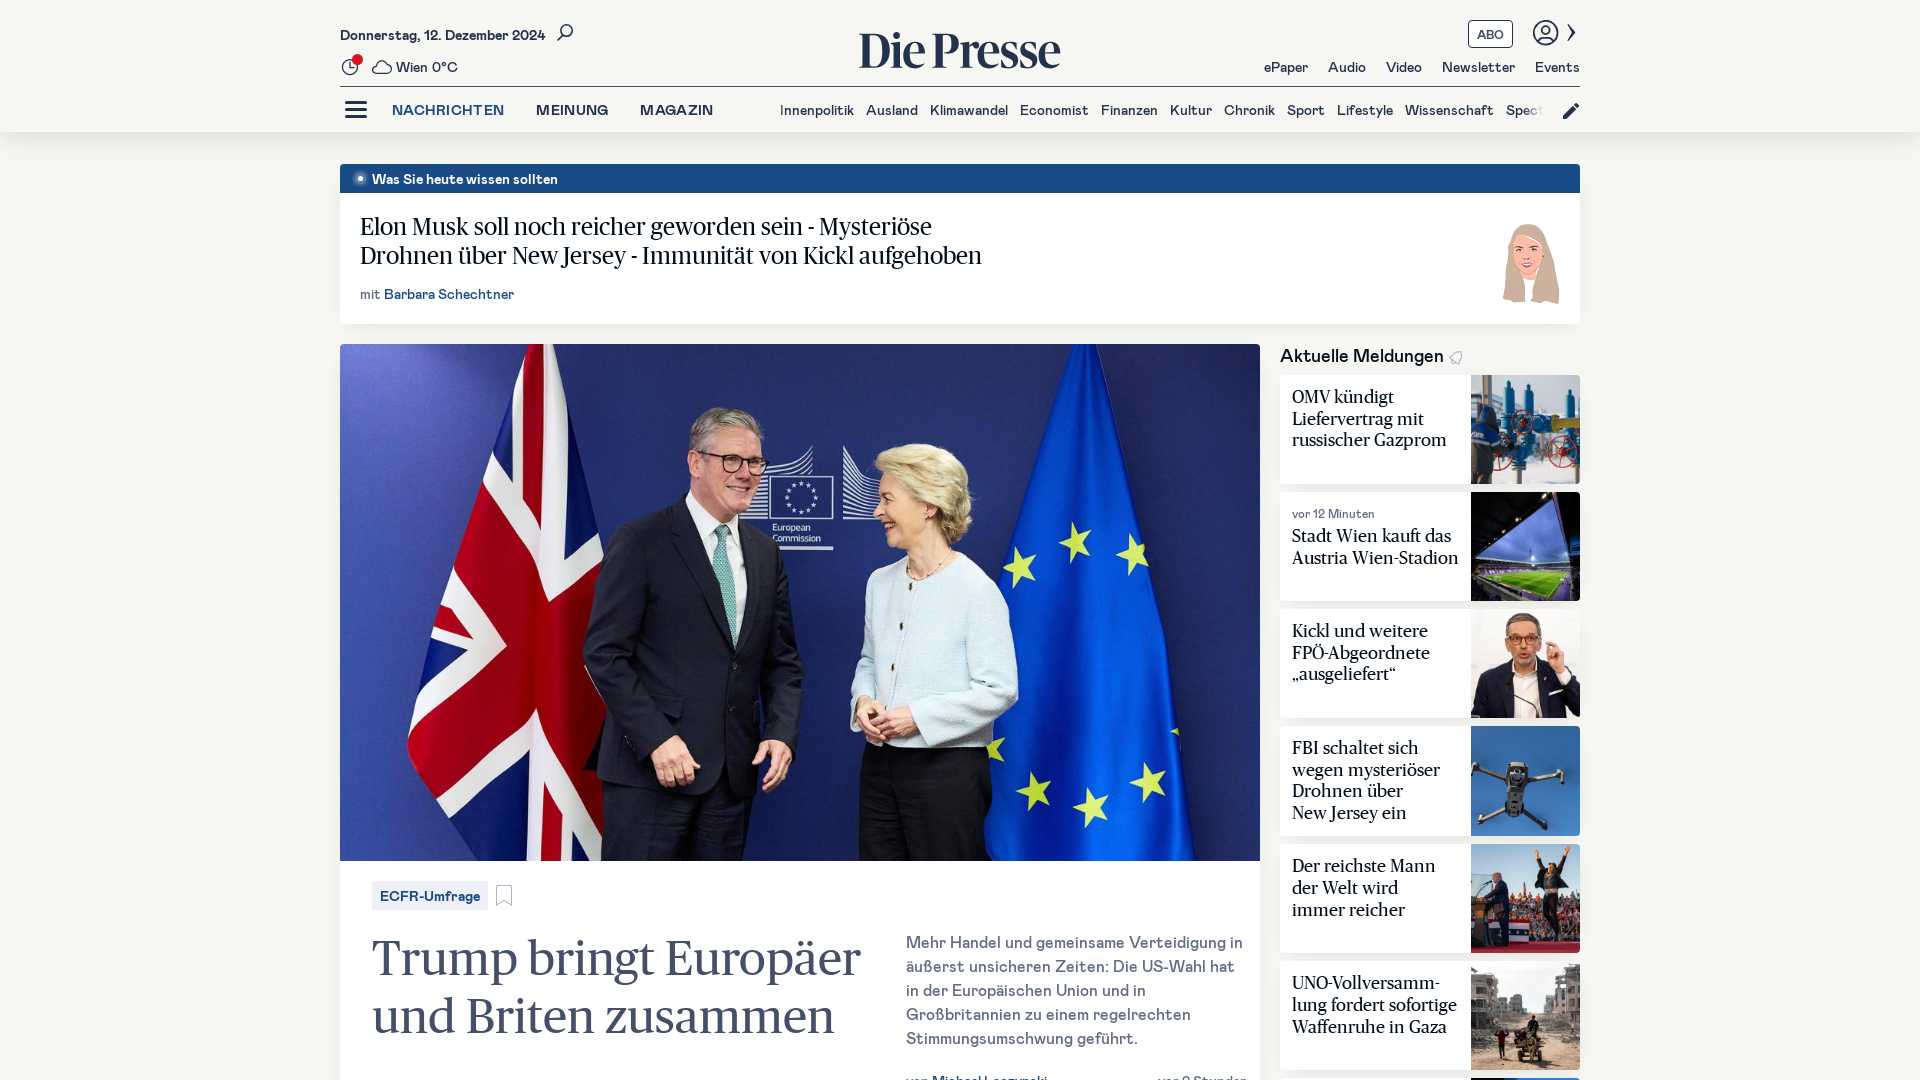 Donnerstag, 12. Dezember 2024
Wien 0°C
Die Presse
ABO
ePaper Audio Video Newsletter Events
NACHRICHTEN MEINUNG MAGAZIN
Innenpolitik Ausland Klimawandel Economist Finanzen Kultur Chronik Sport Lifestyle Wissenschaft
Was Sie heute wissen sollten
Elon Musk soll noch reicher geworden sein - Mysteriöse
Drohnen über New Jersey - Immunität von Kickl aufgehoben
mit Barbara Schechtner
European
Commission
ECFR-Umfrage
Trump bringt Europäer
und Briten zusammen
Mehr Handel und gemeinsame Verteidigung in
äußerst unsicheren Zeiten: Die US-Wahl hat
in der Europäischen Union und in
Großbritannien zu einem regelrechten
Stimmungsumschwung geführt.
Aktuelle Meldungen
OMV kündigt
Liefervertrag mit
russischer Gazprom
vor 12 Minuten
Stadt Wien kauft das
Austria Wien-Stadion
Kickl und weitere
FPÖ-Abgeordnete
„ausgeliefert“
FBI schaltet sich
wegen mysteriöser
Drohnen über
New Jersey ein
Der reichste Mann
der Welt wird
immer reicher
UNO-Vollversamm-
lung fordert sofortige
Waffenruhe in Gaza